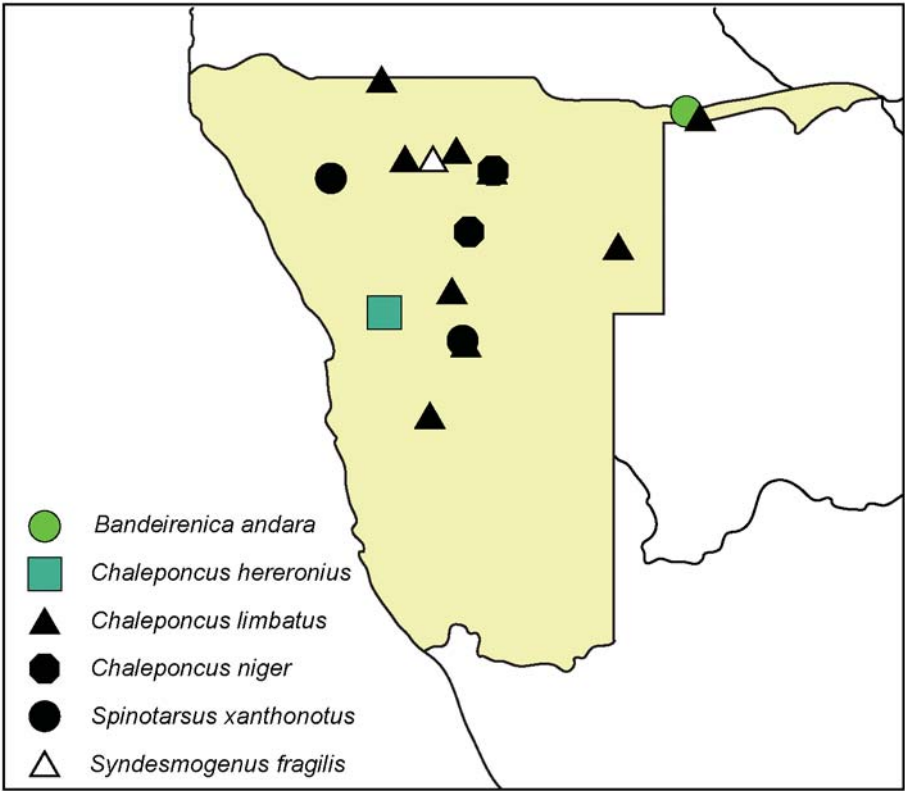 Bandeirenica andara
Chaleponcus hereronius
Chaleponcus limbatus
Chaleponcus niger
Spinotarsus xanthonotus
Syndesmogenus fragilis